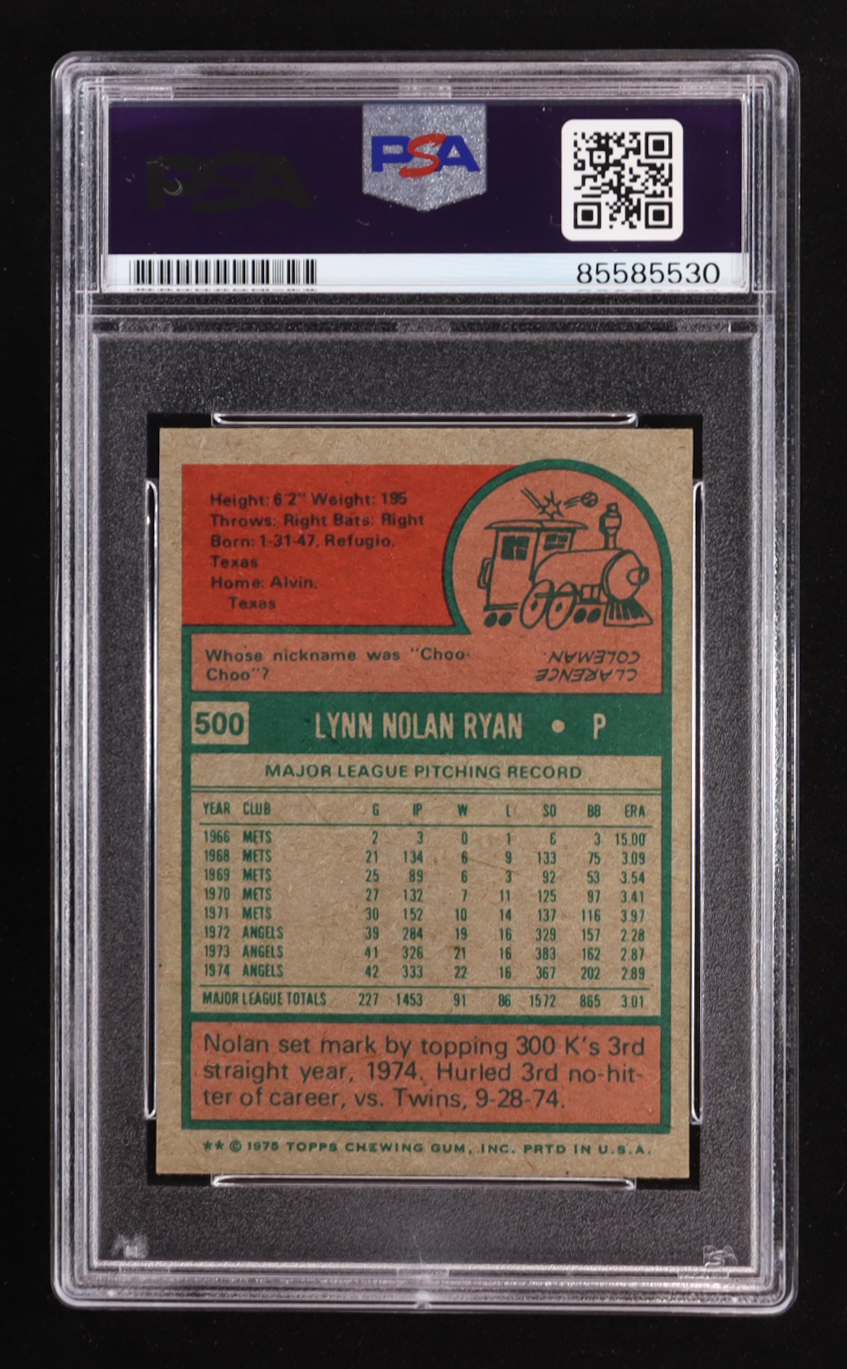 PSA
85585530
Height: 6'2" Weight: 195
Throws: Right Bats: Right
Born: 1-31-47, Refugio,
Texas
Home: Alvin,
Texas
Whose nickname was "Choo-
Choo"?
CLARENCE
COLEMAN.
500 LYNN NOLAN RYAN • P
MAJOR LEAGUE PITCHING RECORD
YEAR CLUB G IP W L SO BB ERA
1966 METS 2 3 0 1 6 3 15.00
1968 METS 21 134 6 9 133 75 3.09
1969 METS 25 89 6 3 92 53 3.54
1970 METS 27 132 7 11 125 97 3.41
1971 METS 30 152 10 14 137 116 3.97
1972 ANGELS 39 284 19 16 329 157 2.28
1973 ANGELS 41 326 21 16 383 162 2.87
1974 ANGELS 42 333 22 16 367 202 2.89
MAJOR LEAGUE TOTALS 227 1453 91 86 1572 865 3.01
Nolan set mark by topping 300 K's 3rd
straight year, 1974. Hurled 3rd no-hit-
ter of career, vs. Twins, 9-28-74.
★★ © 1975 TOPPS CHEWING GUM, INC. PRTD IN U.S.A.